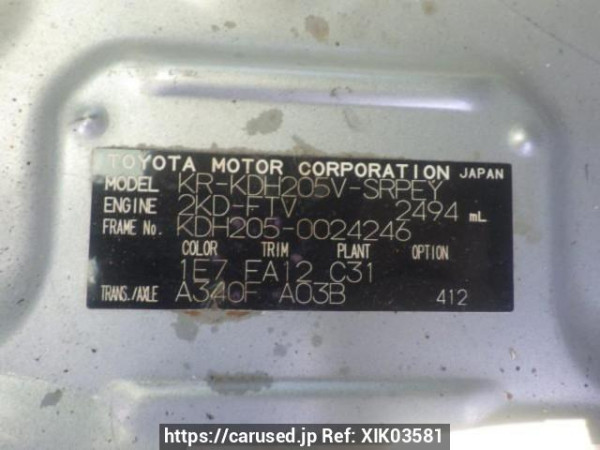 TOYOTA MOTOR CORPORATION JAPAN
MODEL KR-KDH205V-SRPEY
ENGINE 2KD-FTV 2494 mL
FRAME No. KDH205-0024246
COLOR TRIM PLANT OPTION
1E7 FA12 C31
TRANS./AXLE A340F A03B 412
https://carused.jp Ref: XIK03581